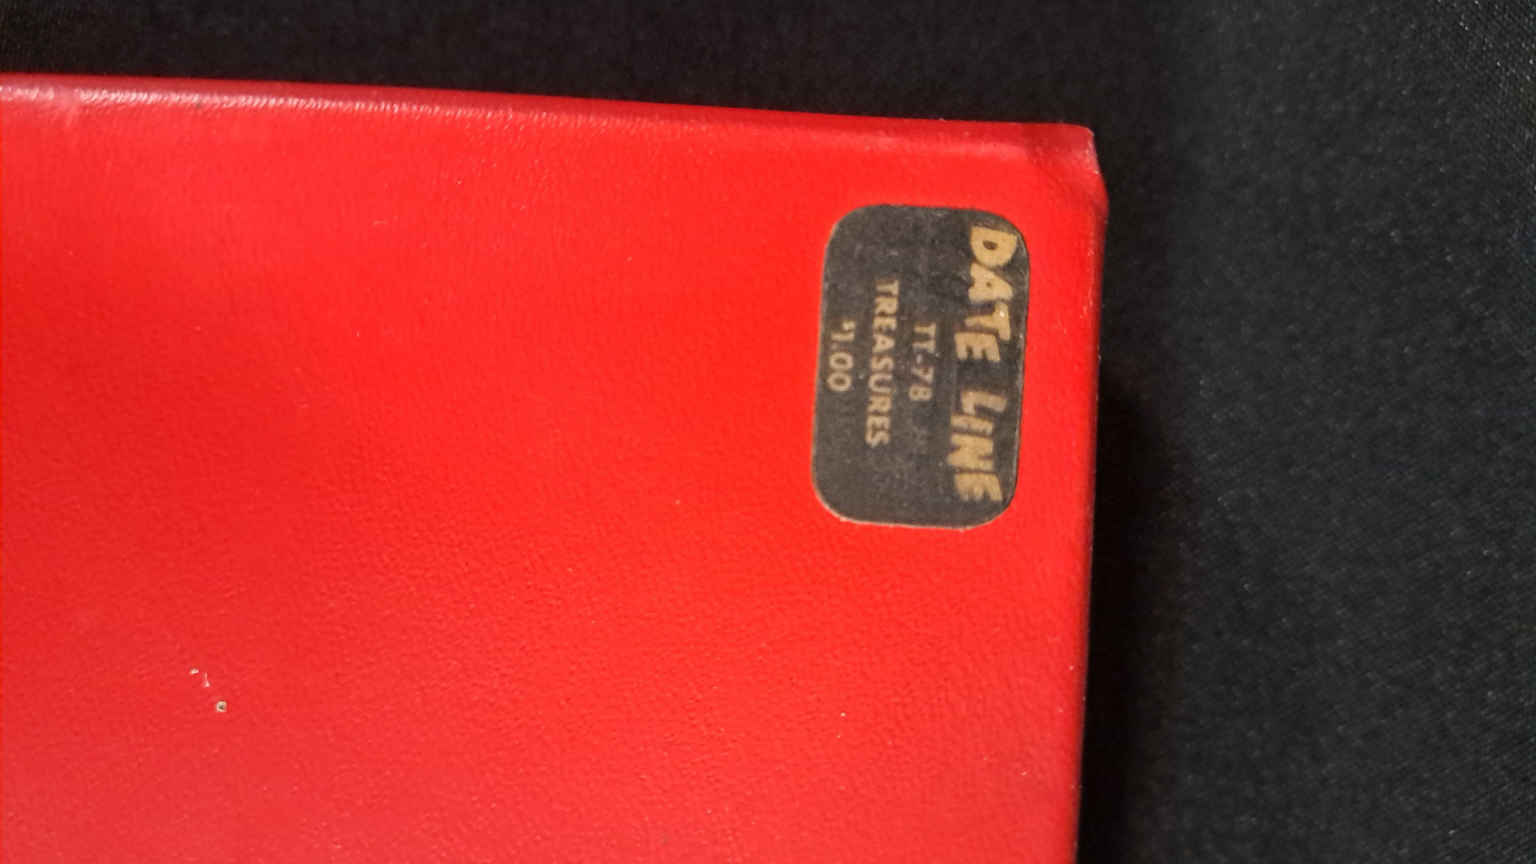 DATE LINE
TT-78
TREASURES
$1.00